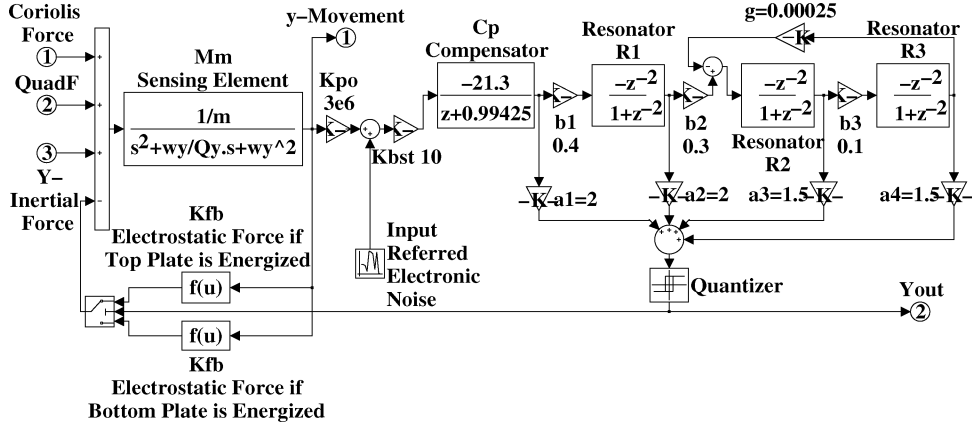 Coriolis
Force
1
QuadF
2
3
Y-
Inertial
Force
+
+
+
-
Mm
Sensing Element
1/m
s²+wy/Qy.s+wy^2
y-Movement
1
Kpo
3e6
-K-
+
+
Kbst 10
-K-
Cp
Compensator
-21.3
z+0.99425
b1
0.4
-K-
Resonator
R1
-z⁻²
1+z⁻²
b2
0.3
-K-
g=0.00025
-K-
-
+
-z⁻²
1+z⁻²
Resonator
R2
b3
0.1
-K-
Resonator
R3
-z⁻²
1+z⁻²
-K- a1=2
-K- a2=2
a3=1.5 -K-
a4=1.5 -K-
+ + +
+
Quantizer
Yout
2
Input
Referred
Electronic
Noise
Kfb
Electrostatic Force if
Top Plate is Energized
f(u)
f(u)
Kfb
Electrostatic Force if
Bottom Plate is Energized